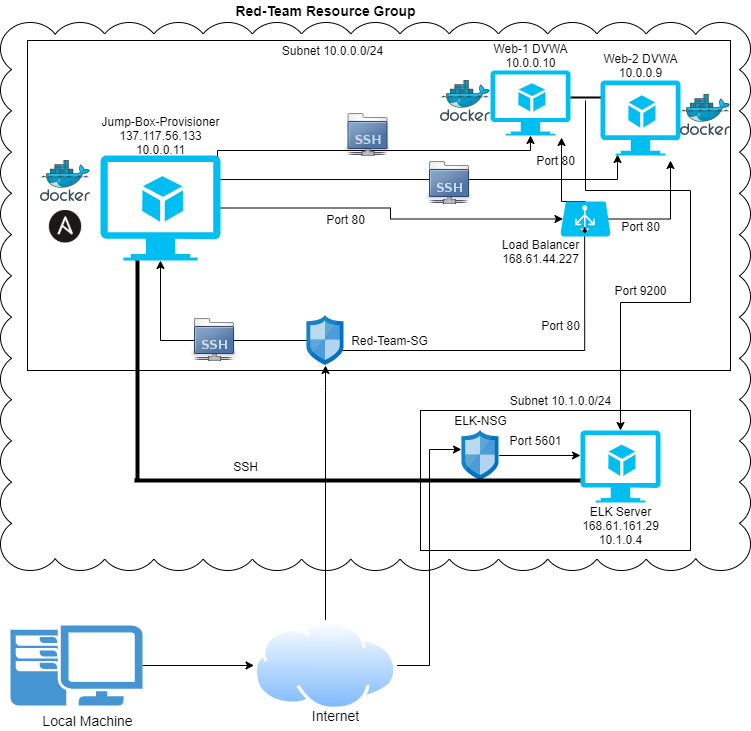 Red-Team Resource Group
Subnet 10.0.0.0/24
Web-1 DVWA
10.0.0.10
Web-2 DVWA
10.0.0.9
docker
docker
Jump-Box-Provisioner
137.117.56.133
10.0.0.11
docker
A
SSH
SSH
Port 80
Port 80
Port 80
Load Balancer
168.61.44.227
Port 9200
Port 80
SSH
Red-Team-SG
Subnet 10.1.0.0/24
ELK-NSG
Port 5601
SSH
ELK Server
168.61.161.29
10.1.0.4
Local Machine
Internet